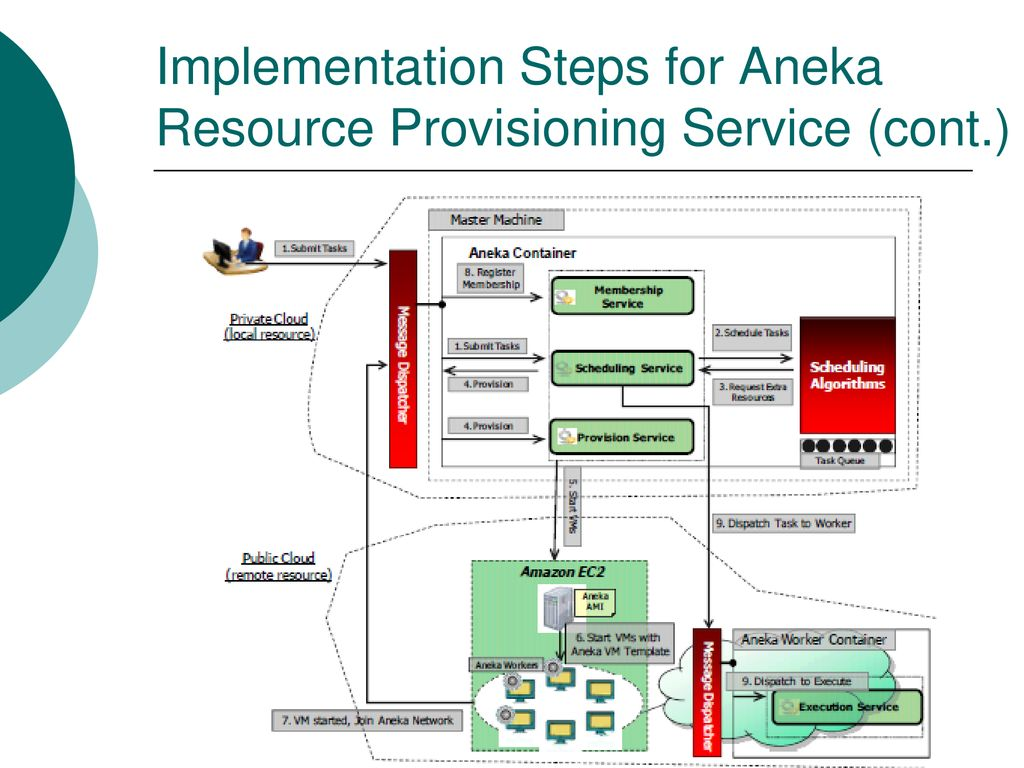 Implementation Steps for Aneka
Resource Provisioning Service (cont.)
Master Machine
1.Submit Tasks
Aneka Container
8. Register
Membership
Membership
Service
Private Cloud
(local resource)
Message Dispatcher
1.Submit Tasks
Scheduling Service
2.Schedule Tasks
Scheduling
Algorithms
4.Provision
3.Request Extra
Resources
4.Provision
Provision Service
Task Queue
5. Start VMs
9. Dispatch Task to Worker
Public Cloud
(remote resource)
Amazon EC2
Aneka
AMI
6.Start VMs with
Aneka VM Template
Aneka Workers
Message Dispatcher
Aneka Worker Container
9. Dispatch to Execute
Execution Service
7. VM started, Join Aneka Network